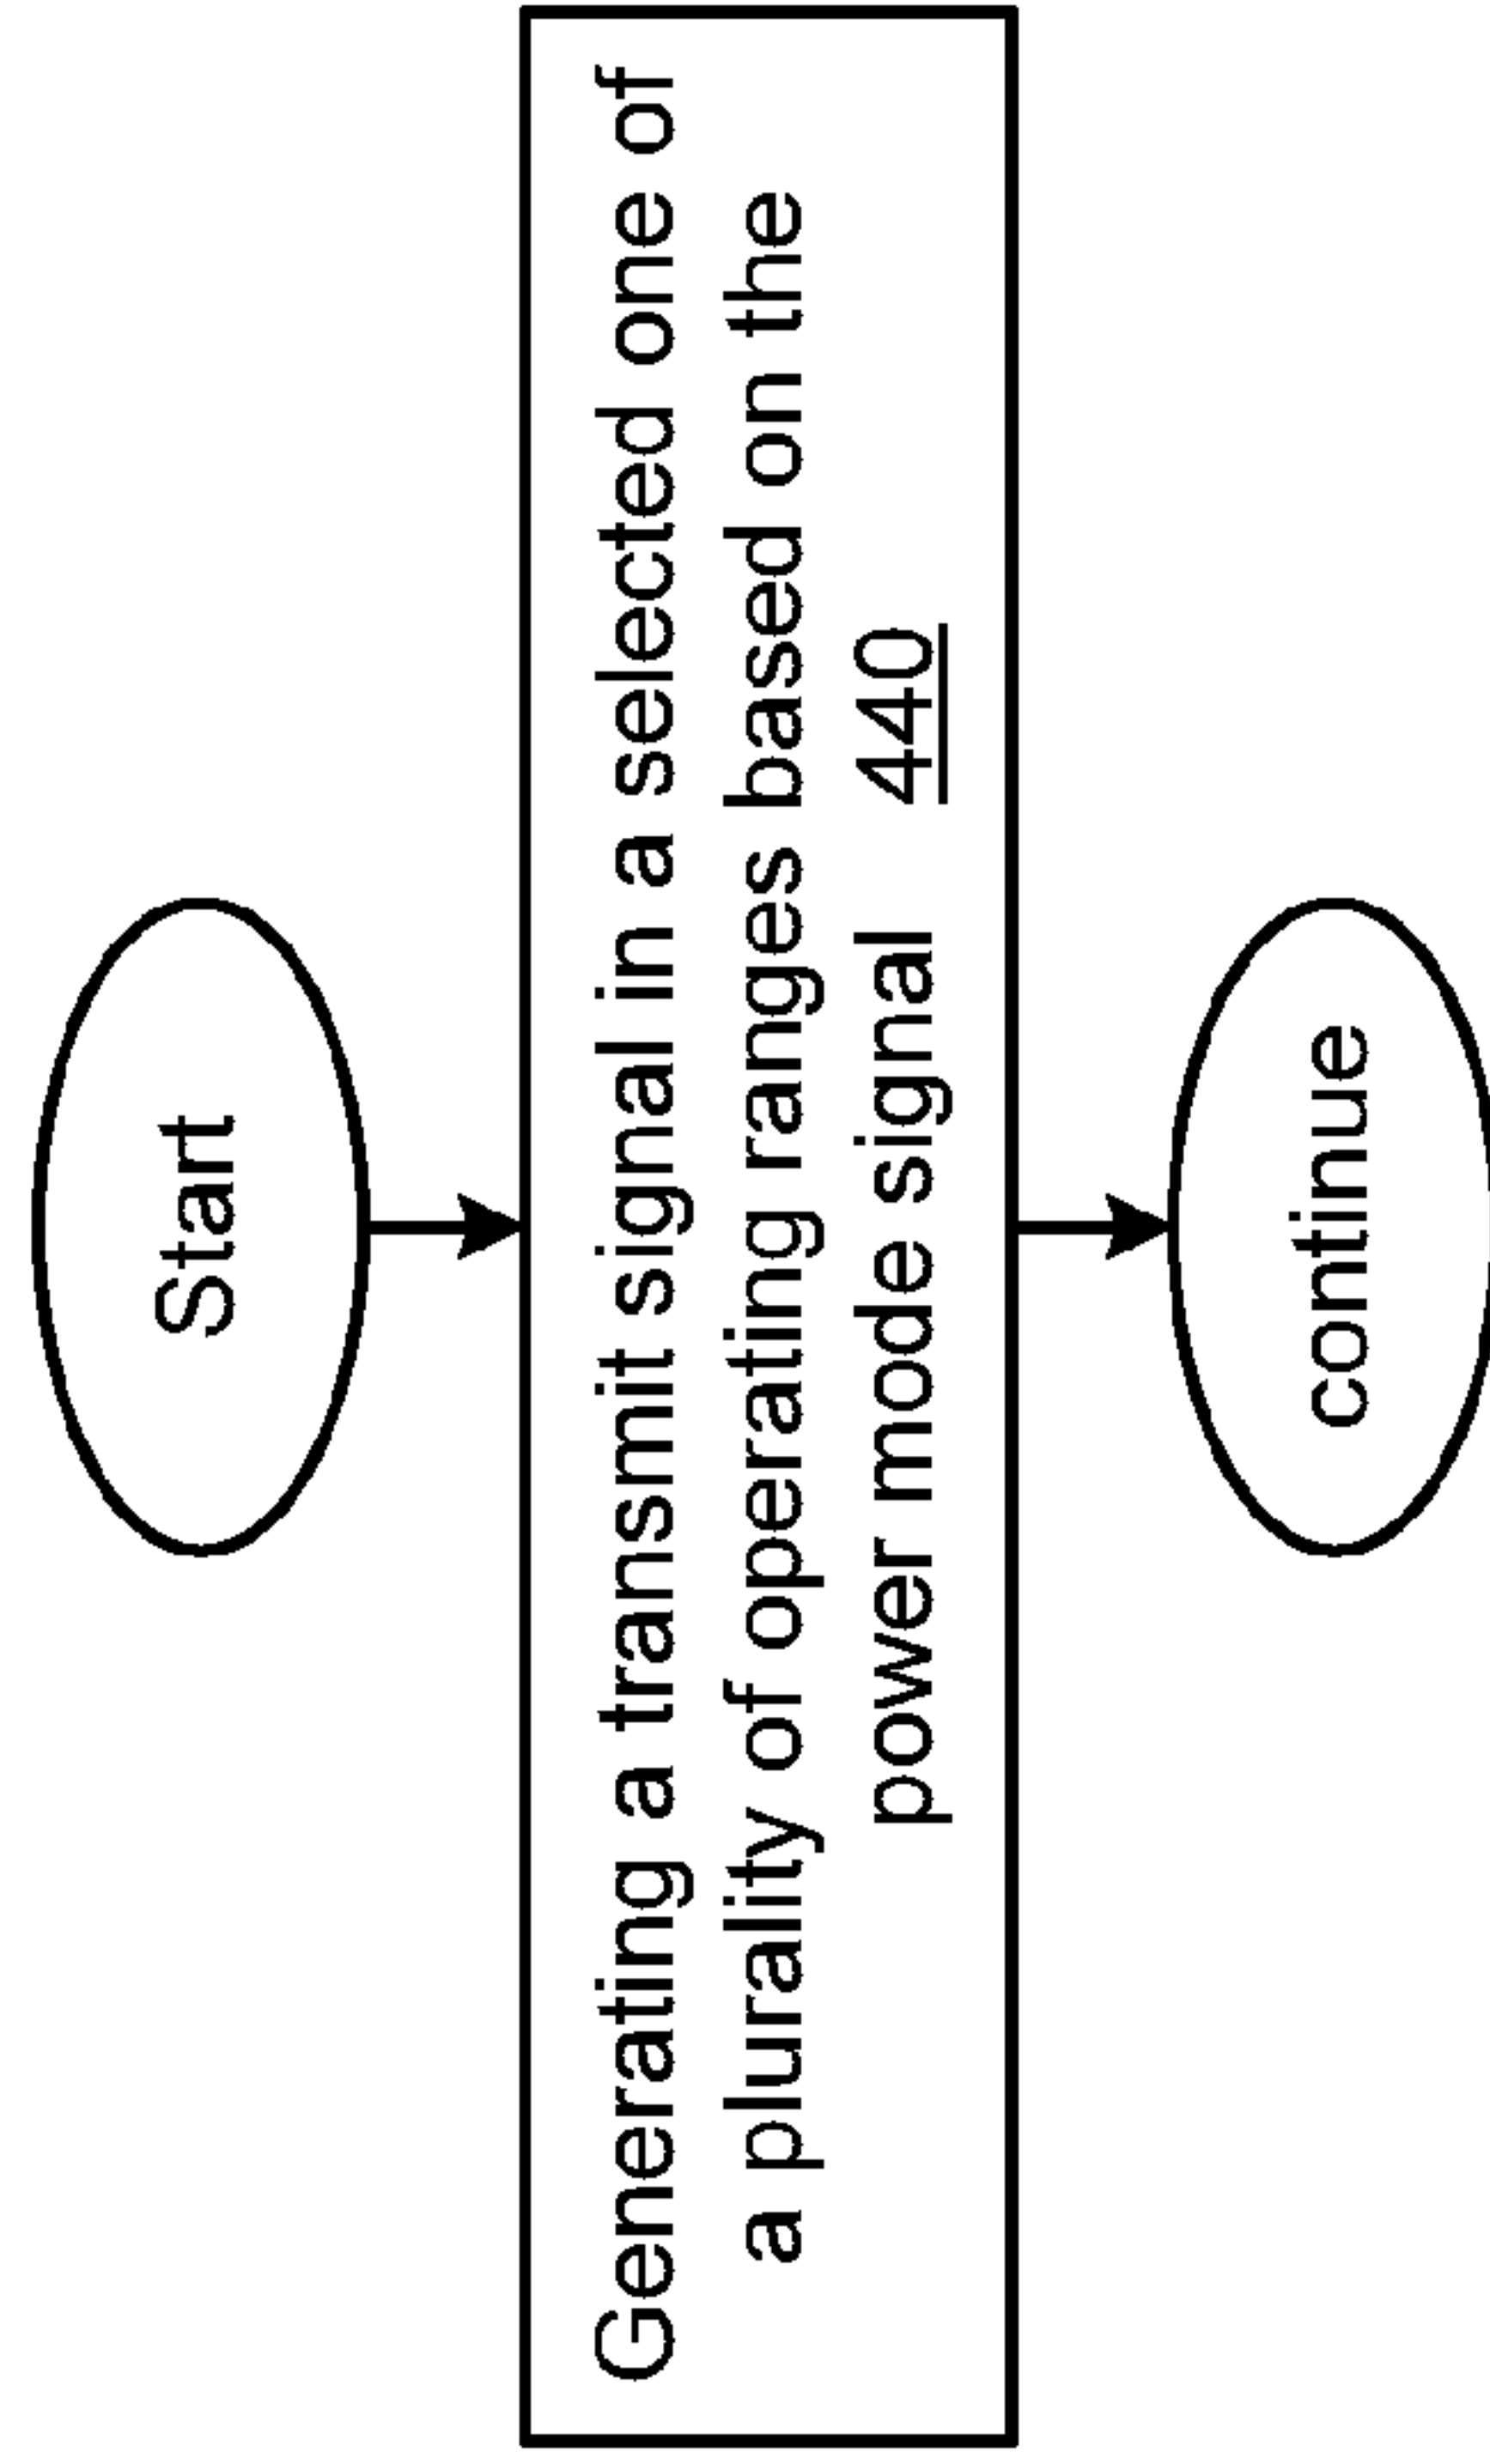 Start
Generating a transmit signal in a selected one of
a plurality of operating ranges based on the
power mode signal 440
continue